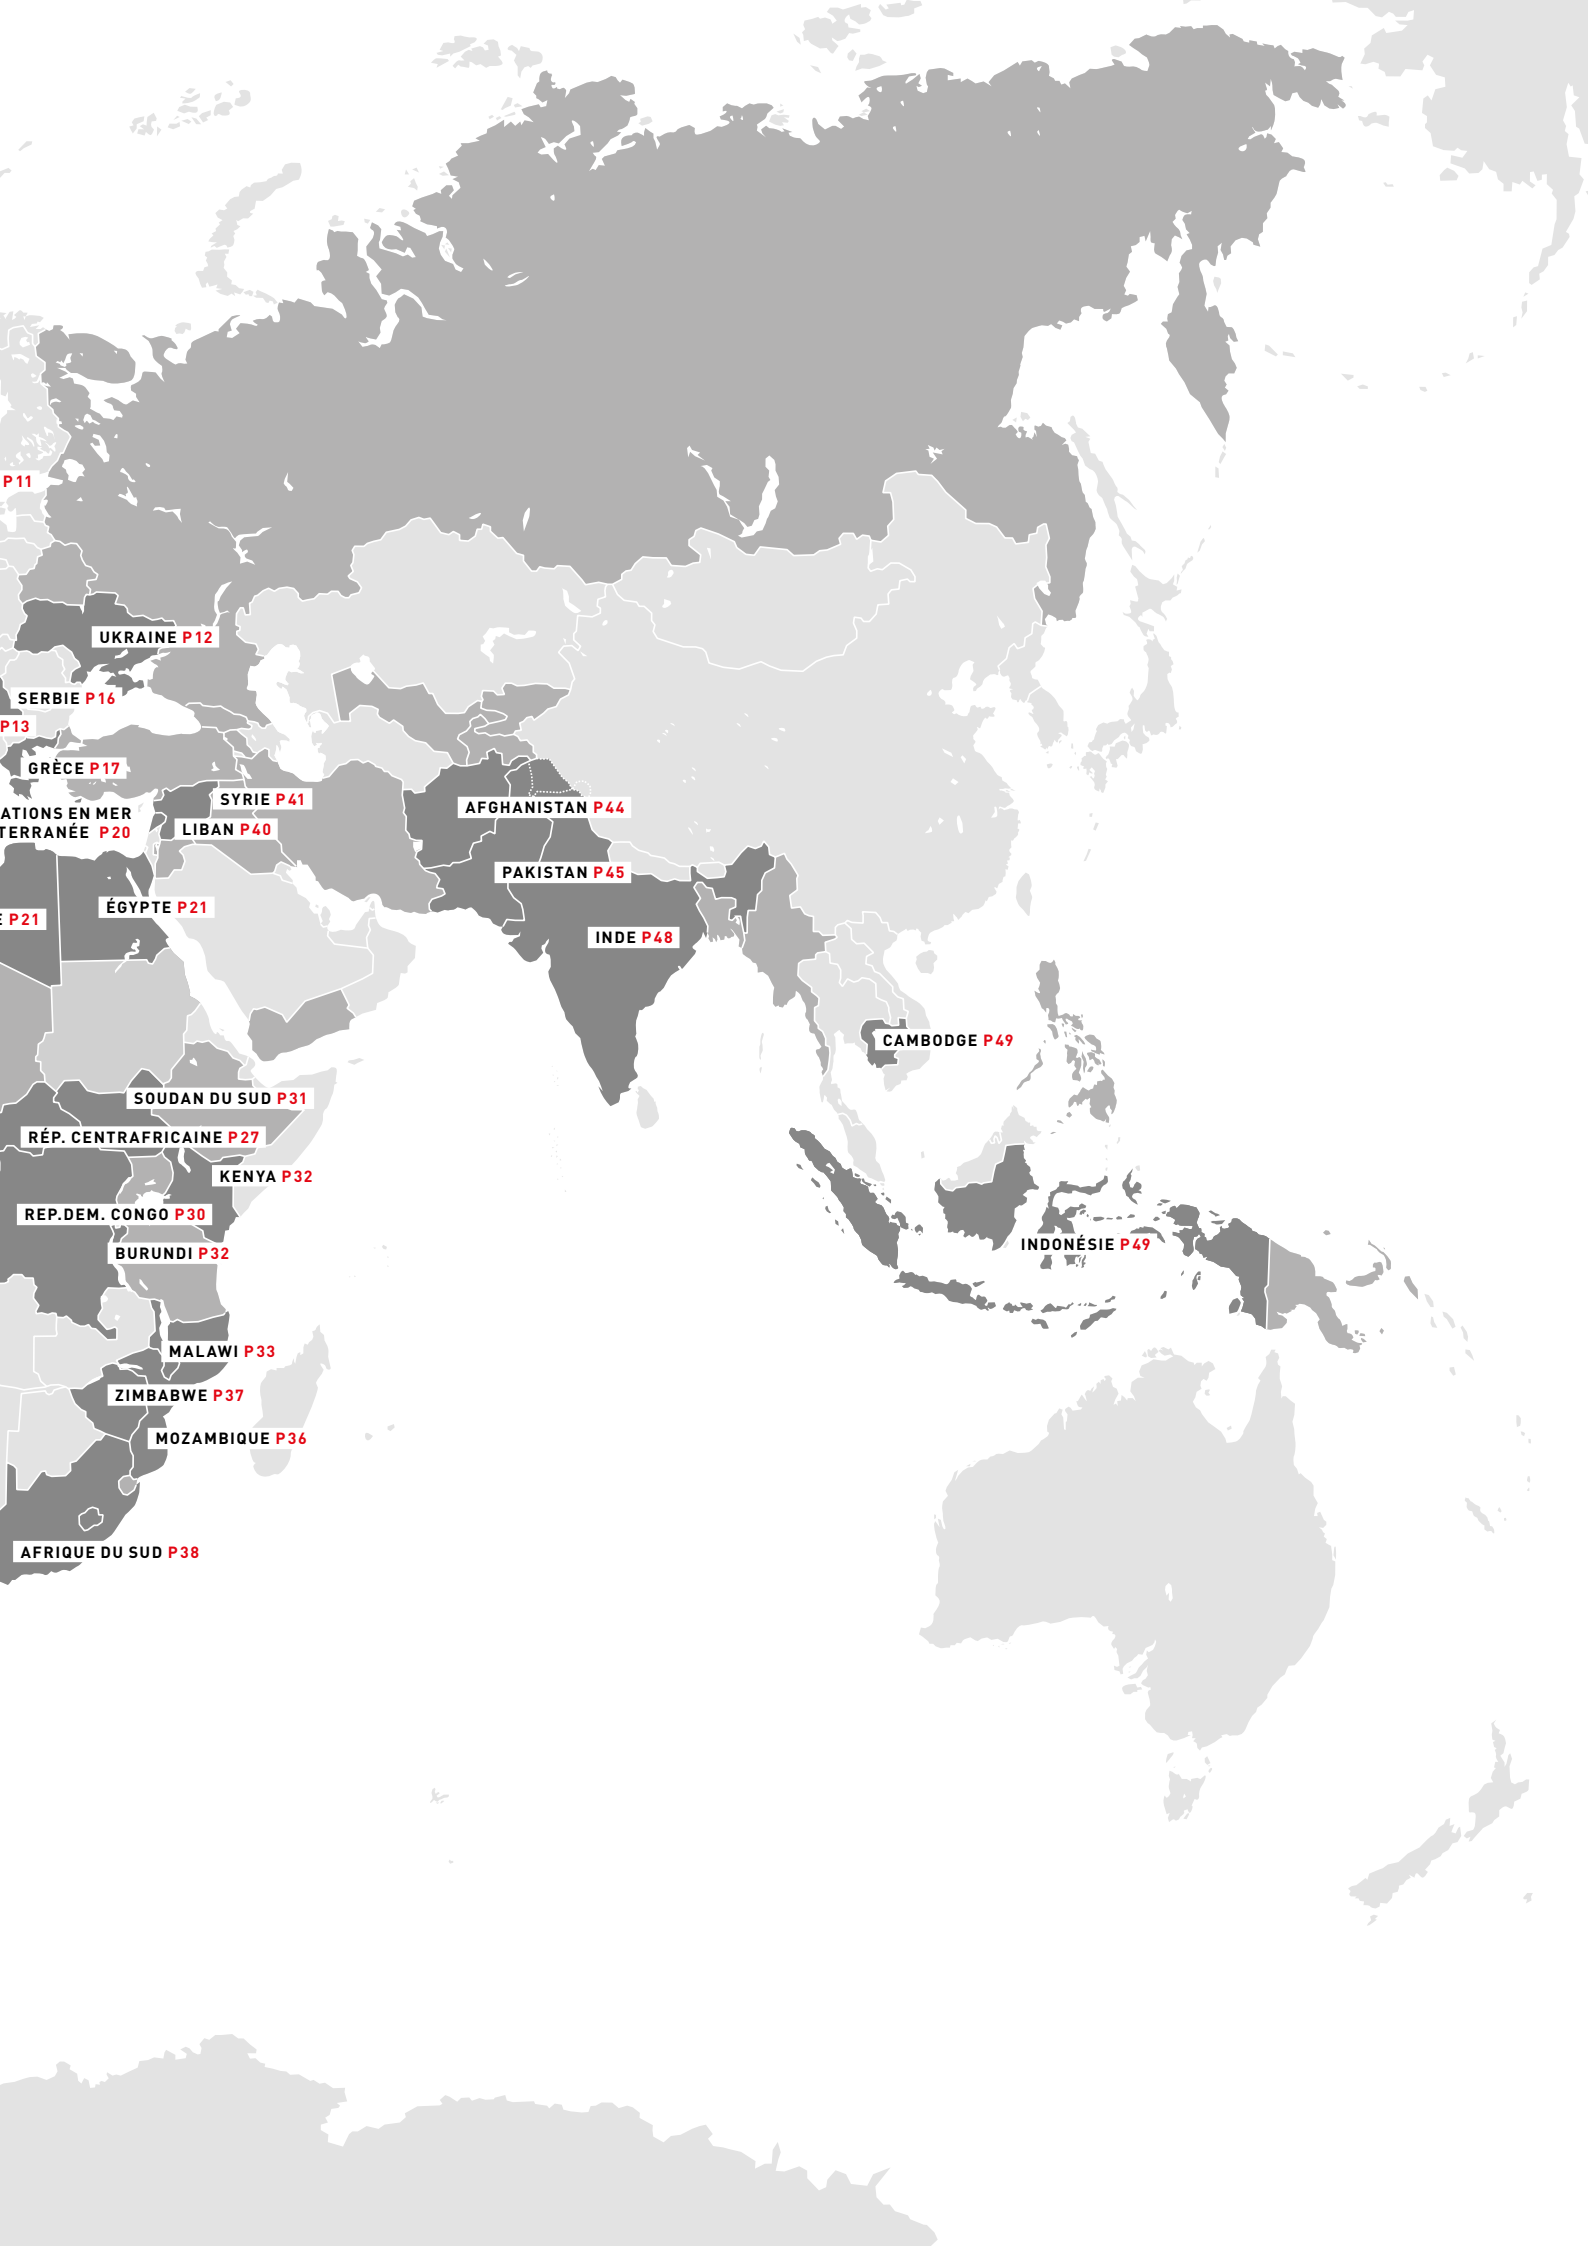 P11
UKRAINE P12
SERBIE P16
P13
GRÈCE P17
SYRIE P41
AFGHANISTAN P44
ATIONS EN MER
TERRANÉE P20
LIBAN P40
PAKISTAN P45
ÉGYPTE P21
E P21
INDE P48
CAMBODGE P49
SOUDAN DU SUD P31
RÉP. CENTRAFRICAINE P27
KENYA P32
REP.DEM. CONGO P30
BURUNDI P32
INDONÉSIE P49
MALAWI P33
ZIMBABWE P37
MOZAMBIQUE P36
AFRIQUE DU SUD P38